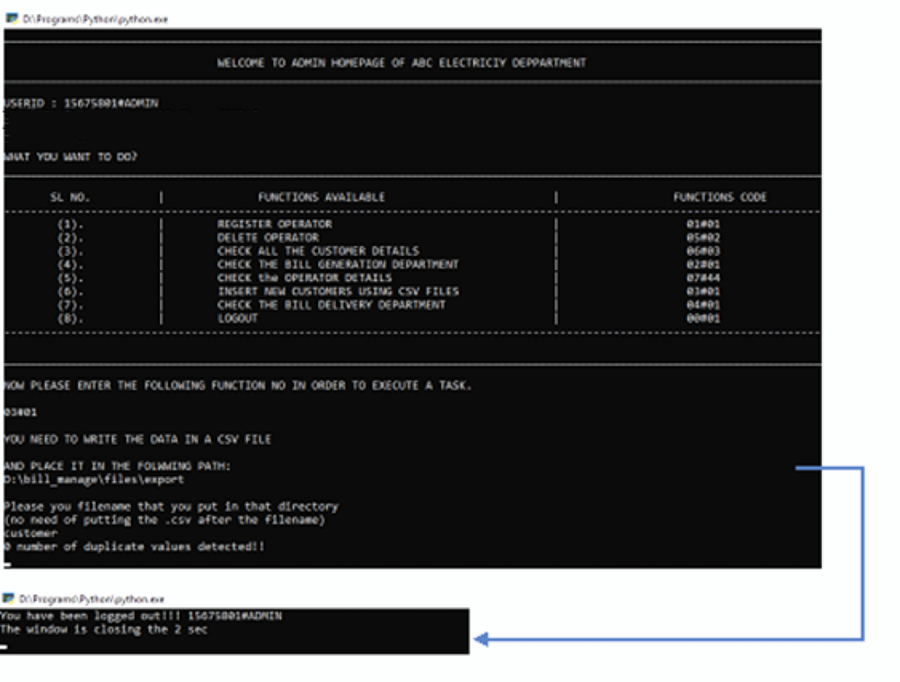 D:\Programs\Python\python.exe
WELCOME TO ADMIN HOMEPAGE OF ABC ELECTRICIY DEPPARTMENT
USERID : 15675801#ADMIN
WHAT YOU WANT TO DO?
SL NO. | FUNCTIONS AVAILABLE | FUNCTIONS CODE
(1). | REGISTER OPERATOR | 01#01
(2). | DELETE OPERATOR | 05#02
(3). | CHECK ALL THE CUSTOMER DETAILS | 06#03
(4). | CHECK THE BILL GENERATION DEPARTMENT | 02#01
(5). | CHECK the OPERATOR DETAILS | 07#44
(6). | INSERT NEW CUSTOMERS USING CSV FILES | 03#01
(7). | CHECK THE BILL DELIVERY DEPARTMENT | 04#01
(8). | LOGOUT | 00#01
NOW PLEASE ENTER THE FOLLOWING FUNCTION NO IN ORDER TO EXECUTE A TASK.
03#01
YOU NEED TO WRITE THE DATA IN A CSV FILE
AND PLACE IT IN THE FOLWWING PATH:
D:\bill_manage\files\export
Please you filename that you put in that directory
(no need of putting the .csv after the filename)
customer
0 number of duplicate values detected!!
D:\Programs\Python\python.exe
You have been logged out!!! 15675801#ADMIN
The window is closing the 2 sec